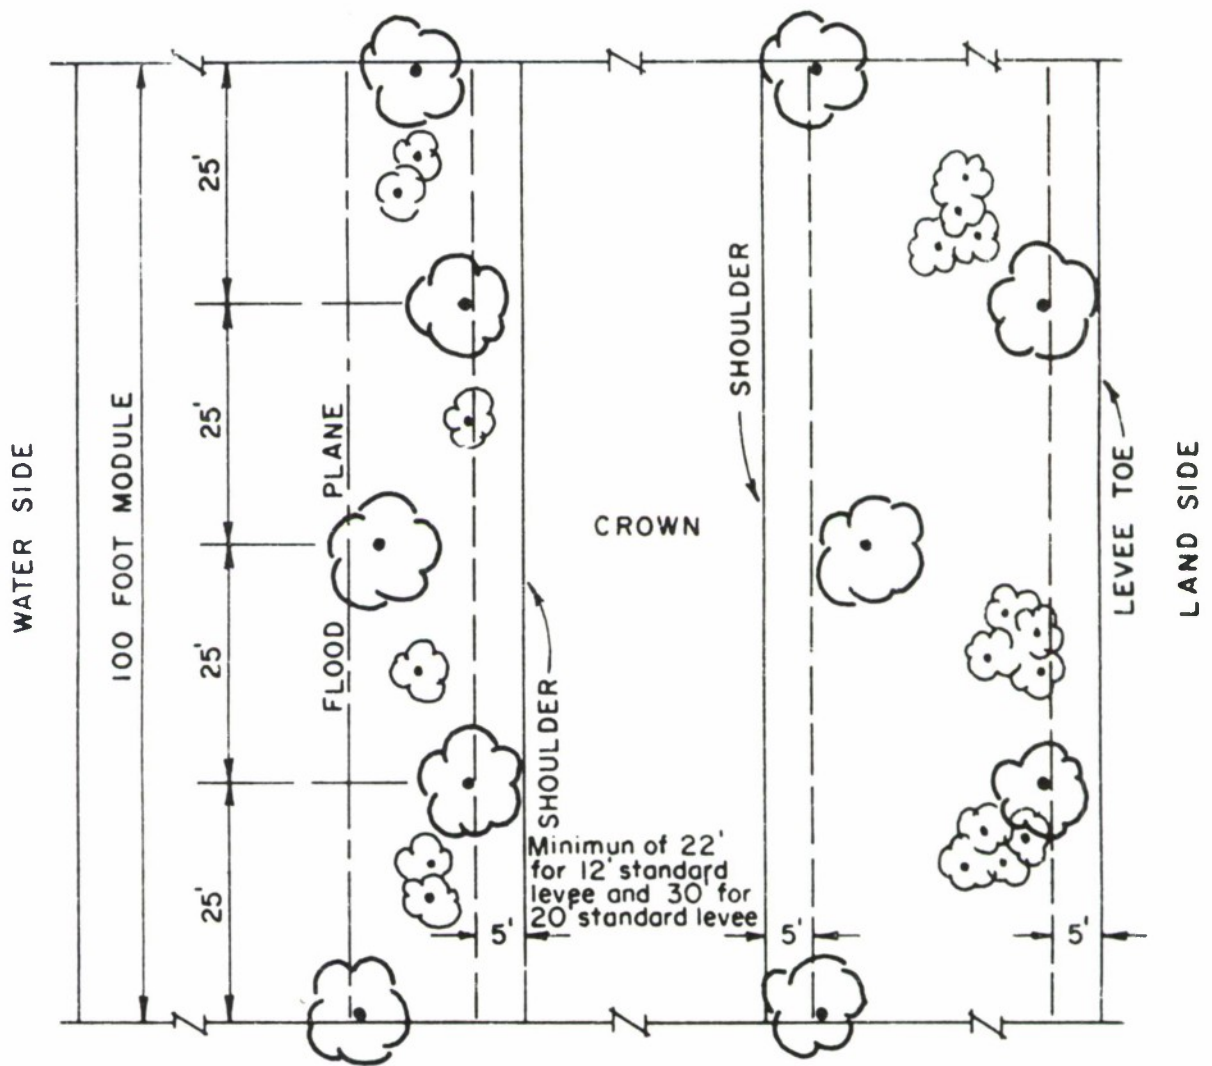 WATER SIDE
100 FOOT MODULE
25'
25'
25'
25'
FLOOD PLANE
SHOULDER
CROWN
SHOULDER
LEVEE TOE
LAND SIDE
Minimun of 22'
for 12' standard
levee and 30' for
20' standard levee
5'
5'
5'